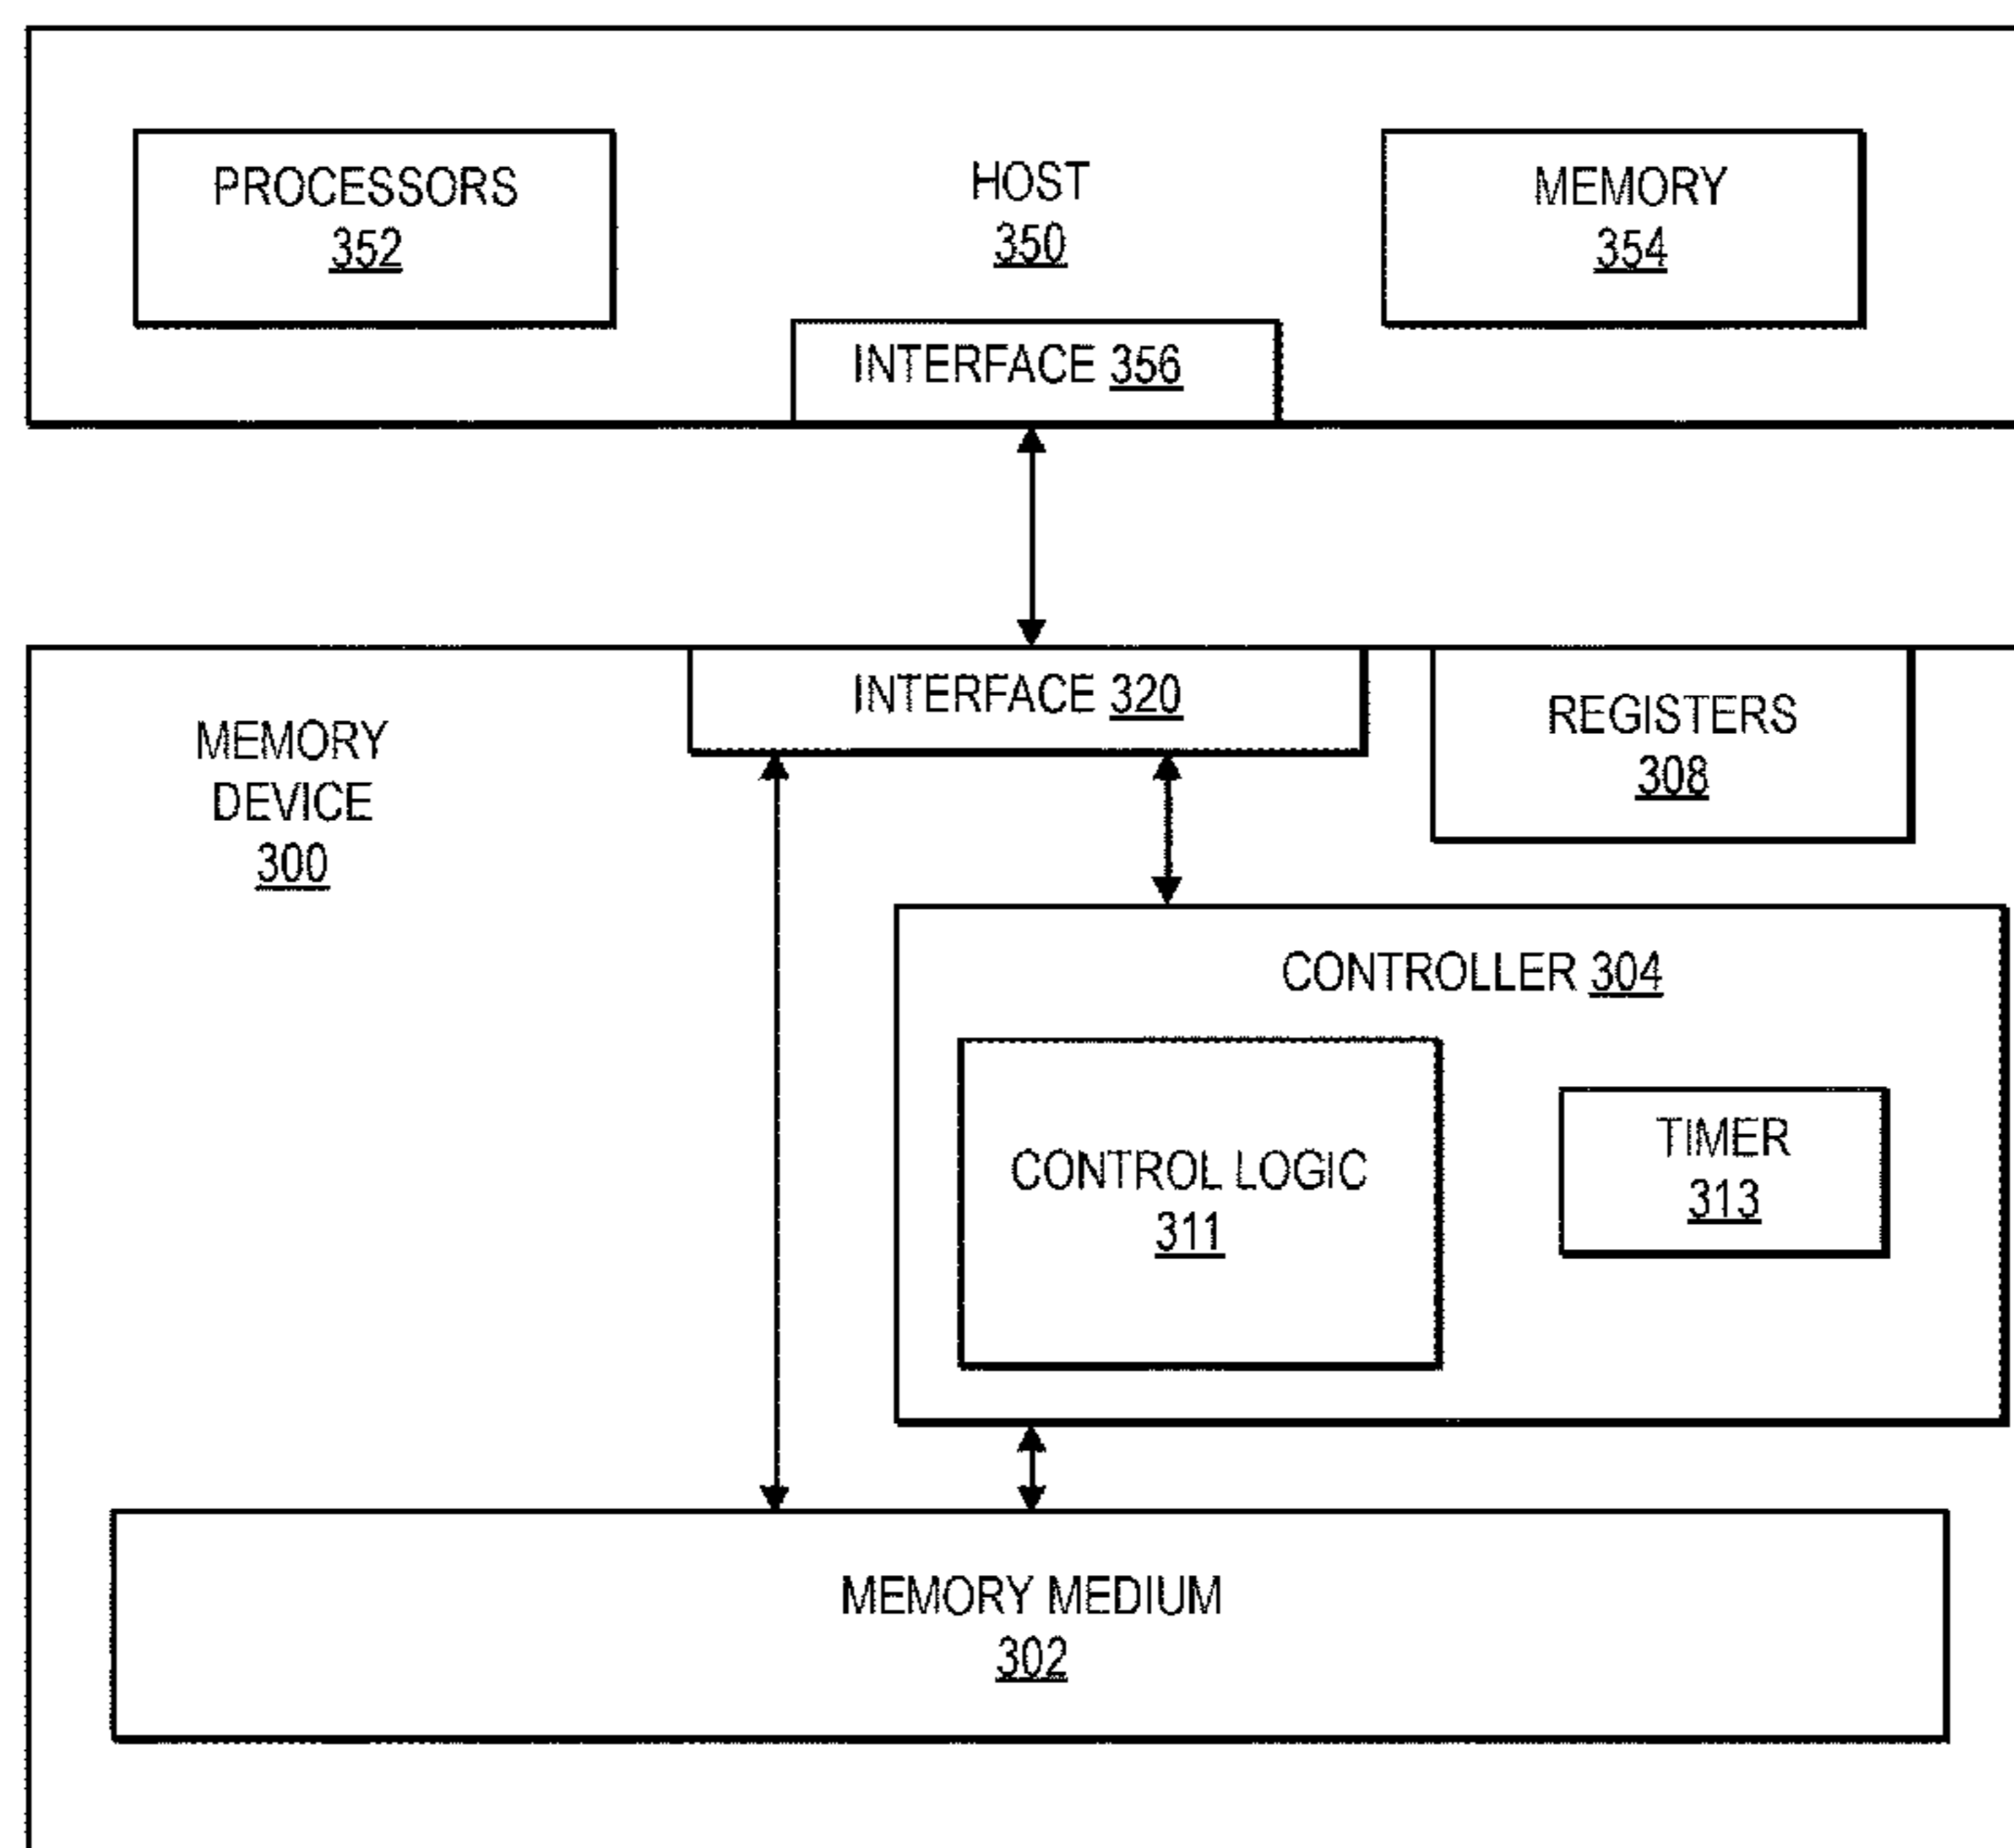 PROCESSORS
352
HOST
350
MEMORY
354
INTERFACE 356
INTERFACE 320
REGISTERS
308
MEMORY
DEVICE
300
CONTROLLER 304
CONTROL LOGIC
311
TIMER
313
MEMORY MEDIUM
302